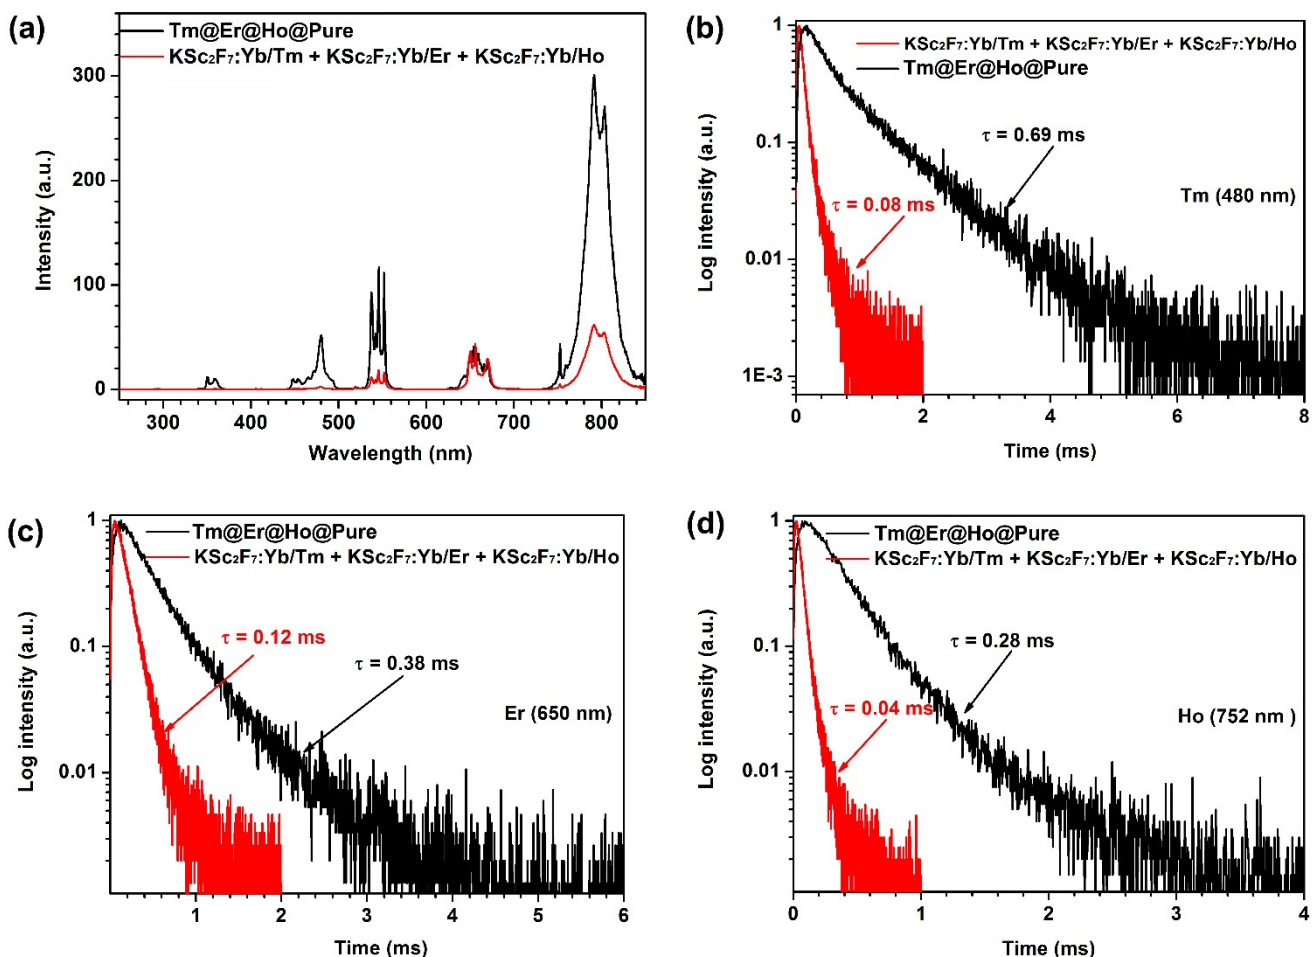 (a)
Tm@Er@Ho@Pure
KSc₂F₇:Yb/Tm + KSc₂F₇:Yb/Er + KSc₂F₇:Yb/Ho
300
200
100
0
Intensity (a.u.)
300 400 500 600 700 800
Wavelength (nm)
(b)
KSc₂F₇:Yb/Tm + KSc₂F₇:Yb/Er + KSc₂F₇:Yb/Ho
Tm@Er@Ho@Pure
1
0.1
0.01
1E-3
Log intensity (a.u.)
τ = 0.69 ms
τ = 0.08 ms
Tm (480 nm)
0 2 4 6 8
Time (ms)
(c)
Tm@Er@Ho@Pure
KSc₂F₇:Yb/Tm + KSc₂F₇:Yb/Er + KSc₂F₇:Yb/Ho
1
0.1
0.01
Log intensity (a.u.)
τ = 0.12 ms
τ = 0.38 ms
Er (650 nm)
1 2 3 4 5 6
Time (ms)
(d)
Tm@Er@Ho@Pure
KSc₂F₇:Yb/Tm + KSc₂F₇:Yb/Er + KSc₂F₇:Yb/Ho
1
0.1
0.01
Log intensity (a.u.)
τ = 0.28 ms
τ = 0.04 ms
Ho (752 nm )
0 1 2 3 4
Time (ms)